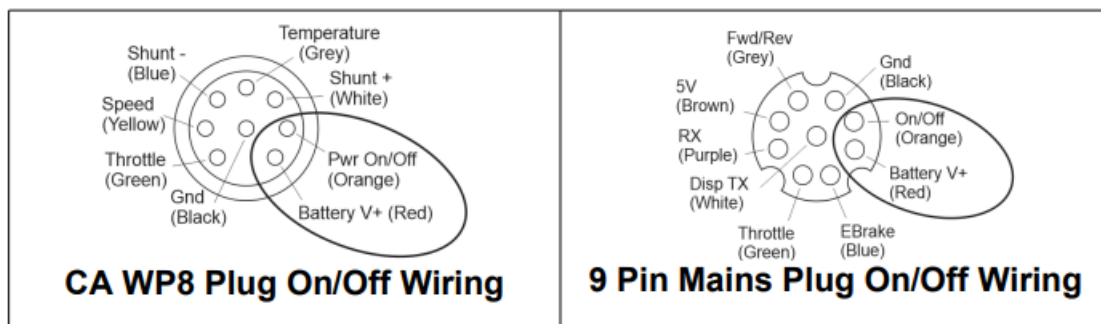 Temperature
(Grey)
Shunt -
(Blue)
Shunt +
(White)
Speed
(Yellow)
Throttle
(Green)
Pwr On/Off
(Orange)
Gnd
(Black)
Battery V+ (Red)
CA WP8 Plug On/Off Wiring
Fwd/Rev
(Grey)
Gnd
(Black)
5V
(Brown)
On/Off
(Orange)
RX
(Purple)
Battery V+
(Red)
Disp TX
(White)
Throttle
(Green)
EBrake
(Blue)
9 Pin Mains Plug On/Off Wiring